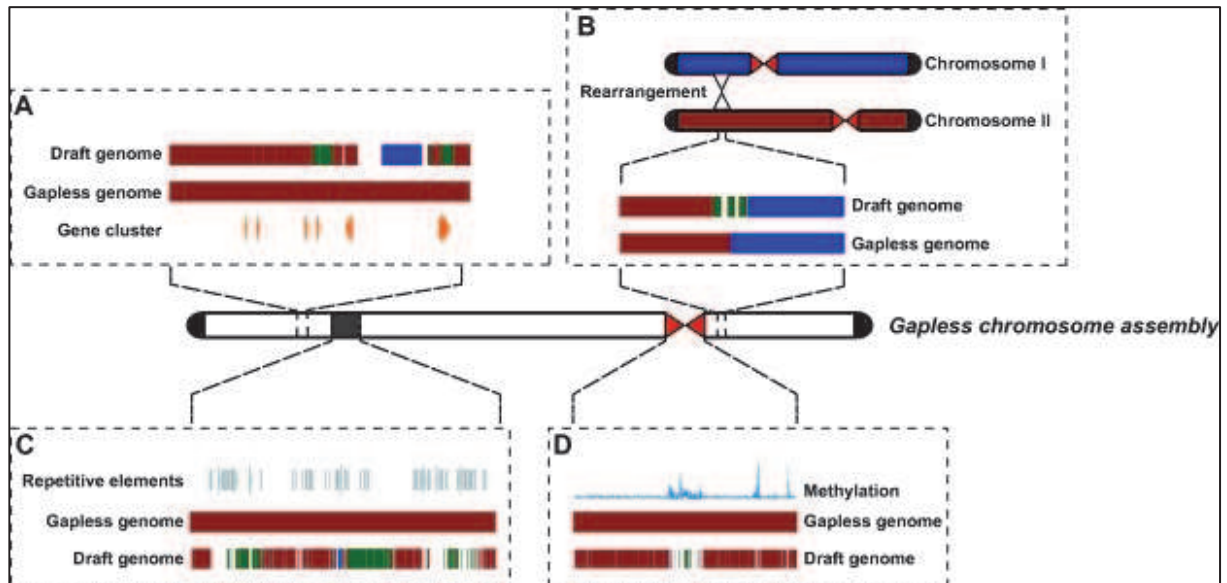 A
Draft genome
Gapless genome
Gene cluster
B
Chromosome I
Rearrangement
Chromosome II
Draft genome
Gapless genome
Gapless chromosome assembly
C
Repetitive elements
Gapless genome
Draft genome
D
Methylation
Gapless genome
Draft genome